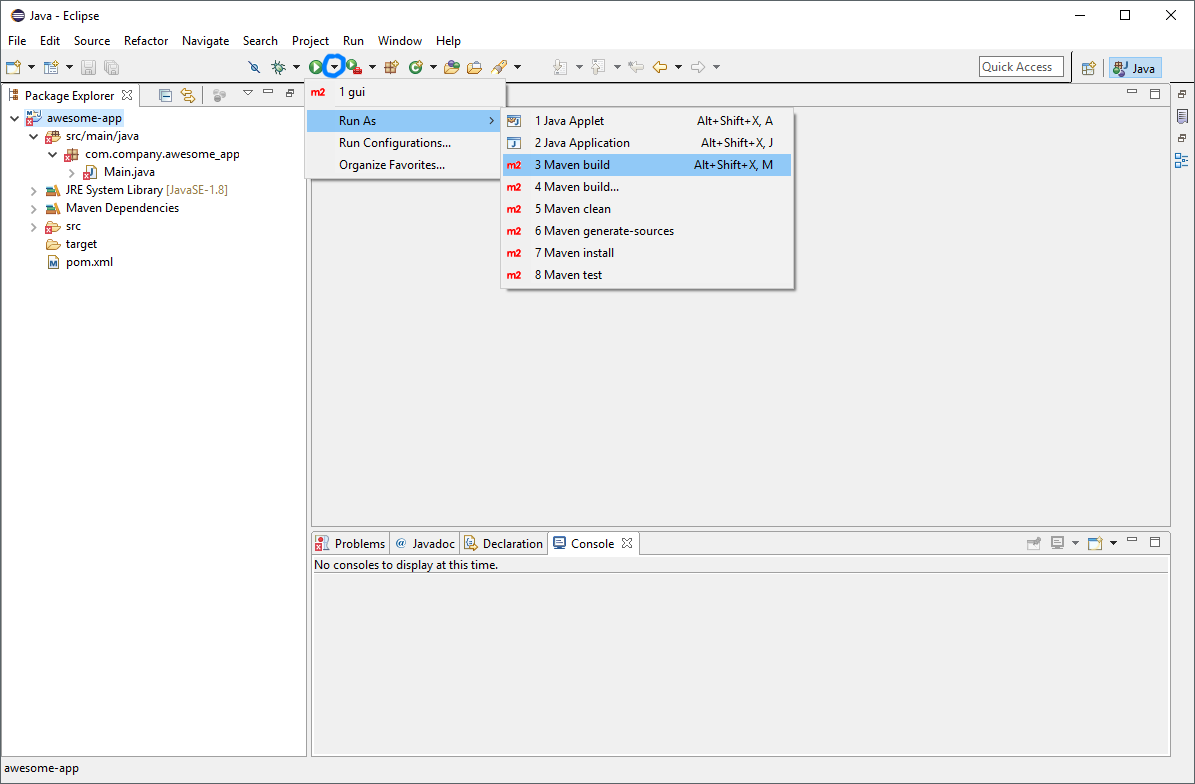 Java - Eclipse
File Edit Source Refactor Navigate Search Project Run Window Help
Quick Access
Java
Package Explorer
awesome-app
src/main/java
com.company.awesome_app
Main.java
JRE System Library [JavaSE-1.8]
Maven Dependencies
src
target
pom.xml
m2 1 gui
Run As
Run Configurations...
Organize Favorites...
1 Java Applet Alt+Shift+X, A
2 Java Application Alt+Shift+X, J
m2 3 Maven build Alt+Shift+X, M
m2 4 Maven build...
m2 5 Maven clean
m2 6 Maven generate-sources
m2 7 Maven install
m2 8 Maven test
Problems @ Javadoc Declaration Console
No consoles to display at this time.
awesome-app